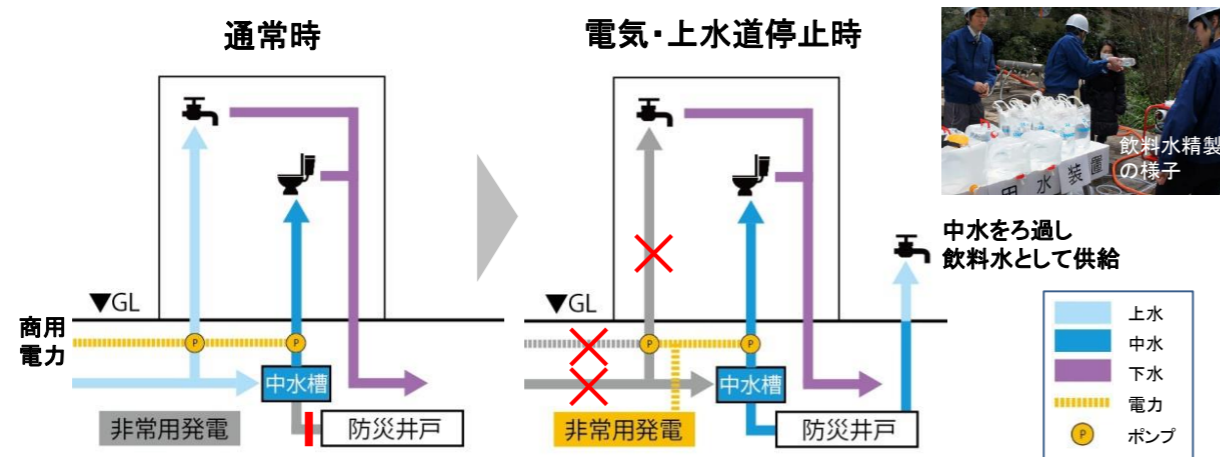 通常時
▼GL
商用
電力
P
P
中水槽
非常用発電
防災井戸
電気・上水道停止時
▼GL
P
P
中水槽
非常用発電
防災井戸
飲料水精製
の様子
用水装置
中水をろ過し
飲料水として供給
上水
中水
下水
電力
P
ポンプ